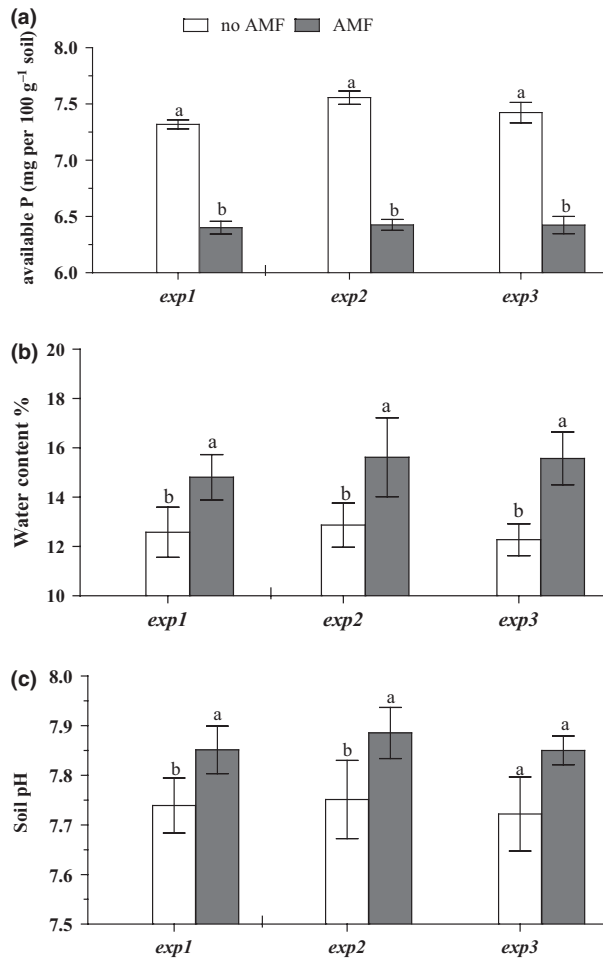 (a)
no AMF AMF
available P (mg per 100 g⁻¹ soil)
8.0
7.5
7.0
6.5
6.0
a
b
a
b
a
b
exp1 exp2 exp3
(b)
Water content %
20
18
16
14
12
10
b
a
b
a
b
a
exp1 exp2 exp3
(c)
Soil pH
8.0
7.9
7.8
7.7
7.6
7.5
b
a
b
a
a
a
exp1 exp2 exp3